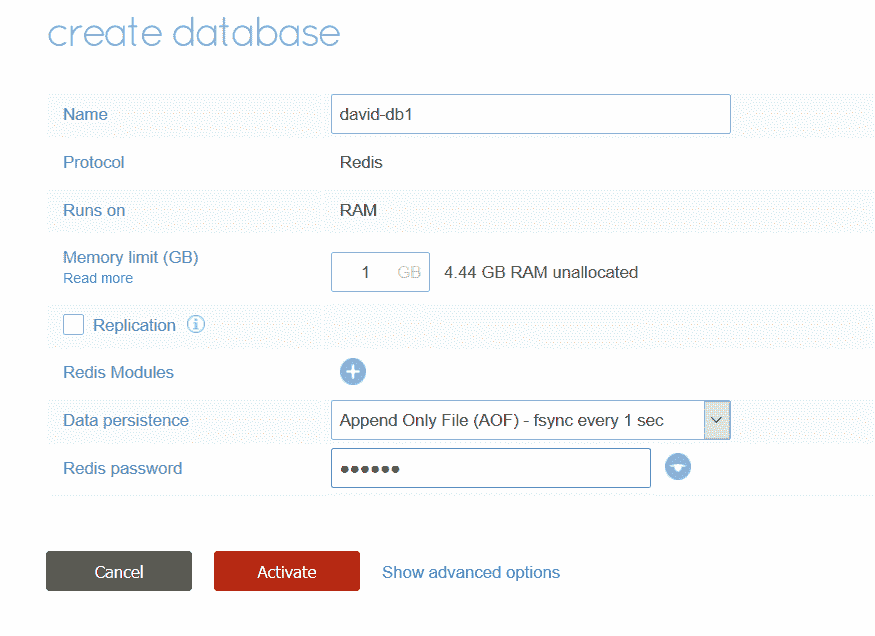 create database
Name david-db1
Protocol Redis
Runs on RAM
Memory limit (GB)
Read more
1 GB 4.44 GB RAM unallocated
Replication i
Redis Modules +
Data persistence Append Only File (AOF) - fsync every 1 sec
Redis password ●●●●●●
Cancel Activate Show advanced options